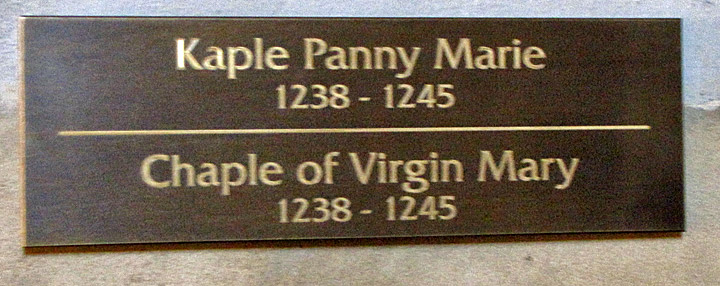 Kaple Panny Marie
1238 - 1245
Chaple of Virgin Mary
1238 - 1245